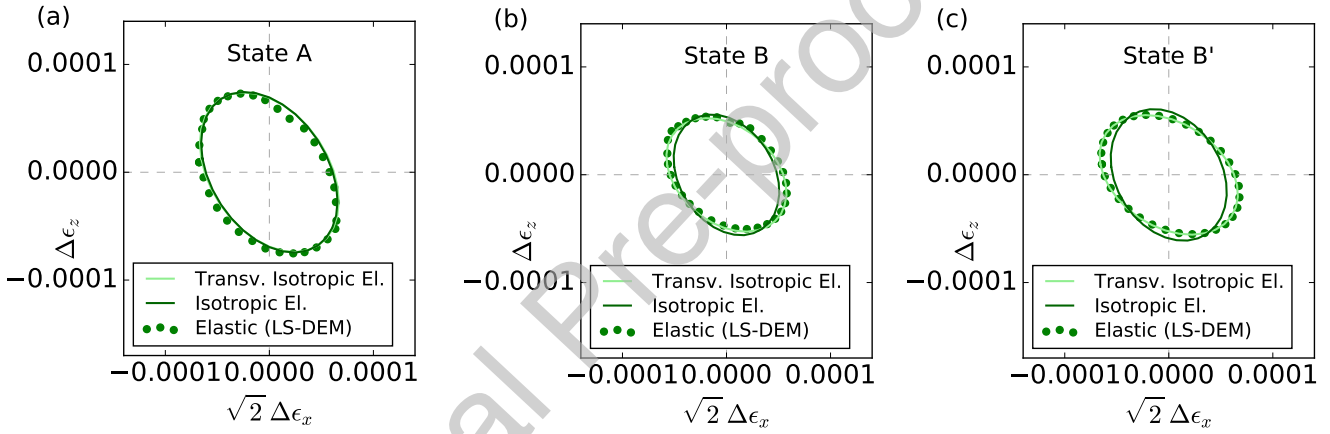 (a)
State A
0.0001
0.0000
−0.0001
Δϵz
Transv. Isotropic El.
Isotropic El.
Elastic (LS-DEM)
−0.0001 0.0000 0.0001
√2 Δϵx
(b)
State B
0.0001
0.0000
−0.0001
Δϵz
Transv. Isotropic El.
Isotropic El.
Elastic (LS-DEM)
−0.0001 0.0000 0.0001
√2 Δϵx
(c)
State B'
0.0001
0.0000
−0.0001
Δϵz
Transv. Isotropic El.
Isotropic El.
Elastic (LS-DEM)
−0.0001 0.0000 0.0001
√2 Δϵx
al Pre-proo